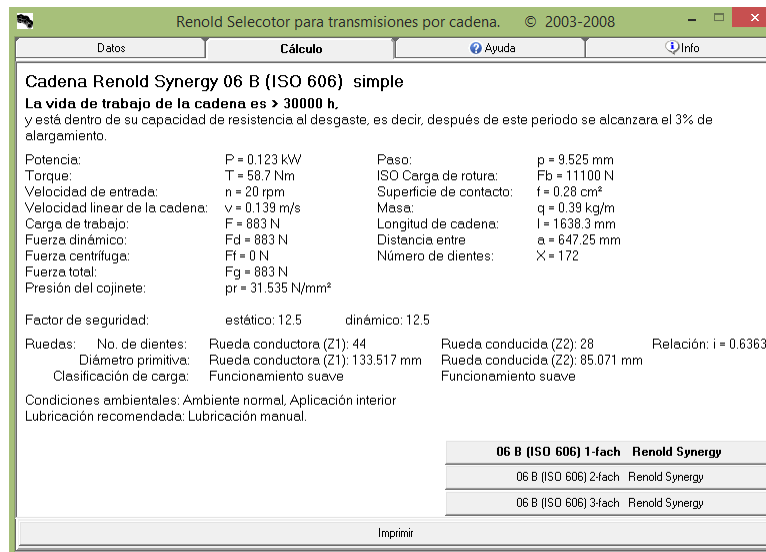 Renold Selecotor para transmisiones por cadena. © 2003-2008
Datos Cálculo Ayuda Info
Cadena Renold Synergy 06 B (ISO 606) simple
La vida de trabajo de la cadena es > 30000 h,
y está dentro de su capacidad de resistencia al desgaste, es decir, después de este periodo se alcanzara el 3% de
alargamiento.
Potencia: P = 0.123 kW Paso: p = 9.525 mm
Torque: T = 58.7 Nm ISO Carga de rotura: Fb = 11100 N
Velocidad de entrada: n = 20 rpm Superficie de contacto: f = 0.28 cm²
Velocidad linear de la cadena: v = 0.139 m/s Masa: q = 0.39 kg/m
Carga de trabajo: F = 883 N Longitud de cadena: l = 1638.3 mm
Fuerza dinámico: Fd = 883 N Distancia entre a = 647.25 mm
Fuerza centrífuga: Ff = 0 N Número de dientes: X = 172
Fuerza total: Fg = 883 N
Presión del cojinete: pr = 31.535 N/mm²
Factor de seguridad: estático: 12.5 dinámico: 12.5
Ruedas: No. de dientes: Rueda conductora (Z1): 44 Rueda conducida (Z2): 28 Relación: i = 0.6363
Diámetro primitiva: Rueda conductora (Z1): 133.517 mm Rueda conducida (Z2): 85.071 mm
Clasificación de carga: Funcionamiento suave Funcionamiento suave
Condiciones ambientales: Ambiente normal, Aplicación interior
Lubricación recomendada: Lubricación manual.
06 B (ISO 606) 1-fach Renold Synergy
06 B (ISO 606) 2-fach Renold Synergy
06 B (ISO 606) 3-fach Renold Synergy
Imprimir